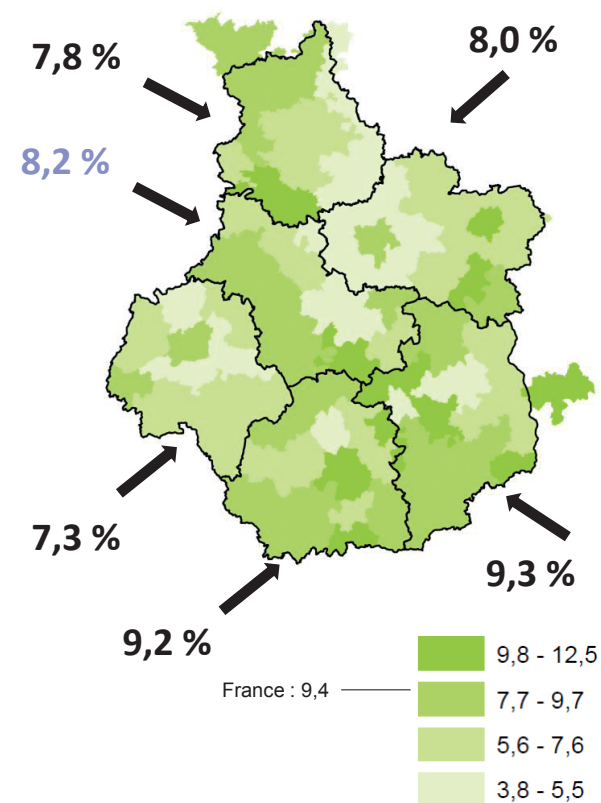 8,0 %
7,8 %
8,2 %
7,3 %
9,3 %
9,2 %
9,8 - 12,5
France : 9,4
7,7 - 9,7
5,6 - 7,6
3,8 - 5,5